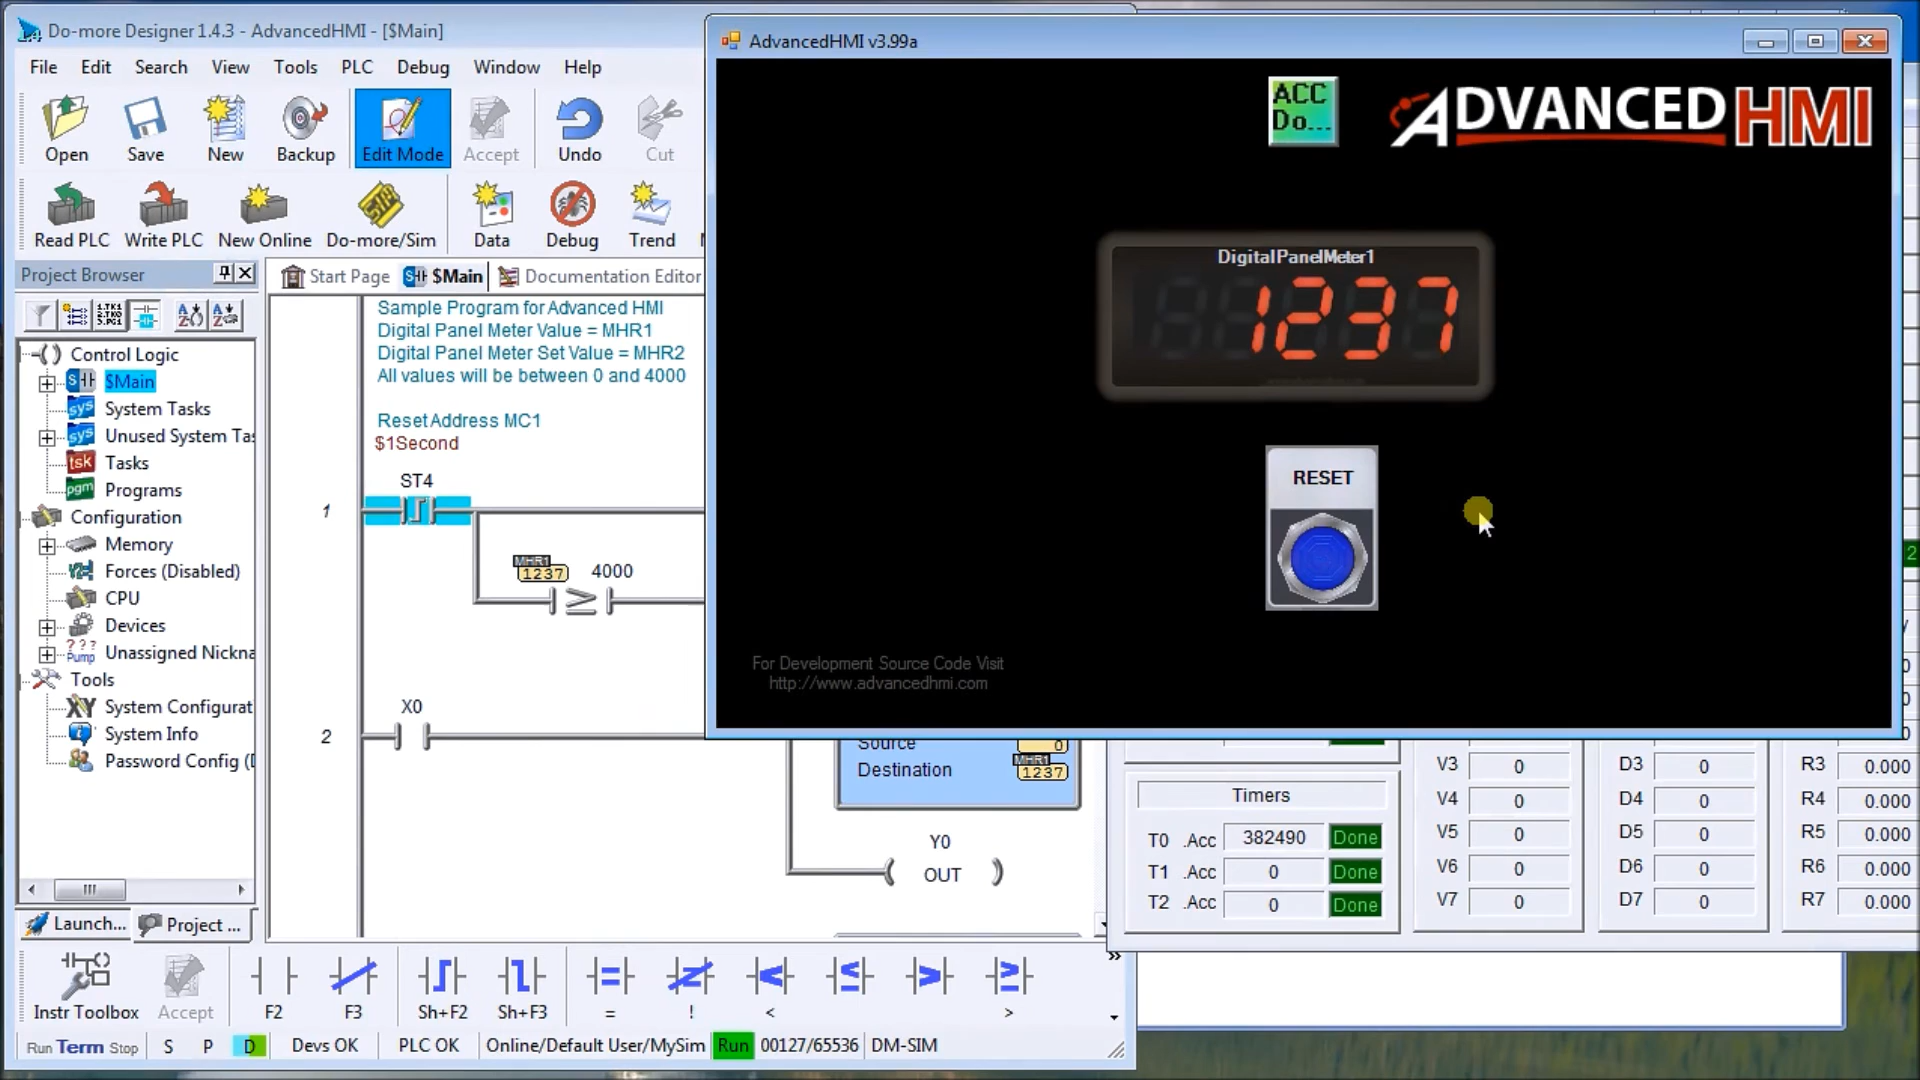 Do-more Designer 1.4.3 - AdvancedHMI - [$Main]
File Edit Search View Tools PLC Debug Window Help
Open Save New Backup Edit Mode Accept Undo Cut
Read PLC Write PLC New Online Do-more/Sim Data Debug Trend
Project Browser
Start Page $Main Documentation Editor
Control Logic
$Main
System Tasks
Unused System Ta
Tasks
Programs
Configuration
Memory
Forces (Disabled)
CPU
Devices
Unassigned Nickna
Tools
System Configurat
System Info
Password Config (
Launch... Project ...
Sample Program for Advanced HMI
Digital Panel Meter Value = MHR1
Digital Panel Meter Set Value = MHR2
All values will be between 0 and 4000
Reset Address MC1
$1Second
ST4
1
MHR1
1237 4000
≥
X0
2
Source 0
MHR1
Destination 1237
Y0
OUT
AdvancedHMI v3.99a
ACC
Do...
ADVANCED HMI
DigitalPanelMeter1
1237
RESET
For Development Source Code Visit
http://www.advancedhmi.com
Timers
T0 .Acc 382490 Done
T1 .Acc 0 Done
T2 .Acc 0 Done
V3 0 D3 0 R3 0.000
V4 0 D4 0 R4 0.000
V5 0 D5 0 R5 0.000
V6 0 D6 0 R6 0.000
V7 0 D7 0 R7 0.000
Instr Toolbox Accept F2 F3 Sh+F2 Sh+F3 = ! < >
Run Term Stop S P D Devs OK PLC OK Online/Default User/MySim Run 00127/65536 DM-SIM